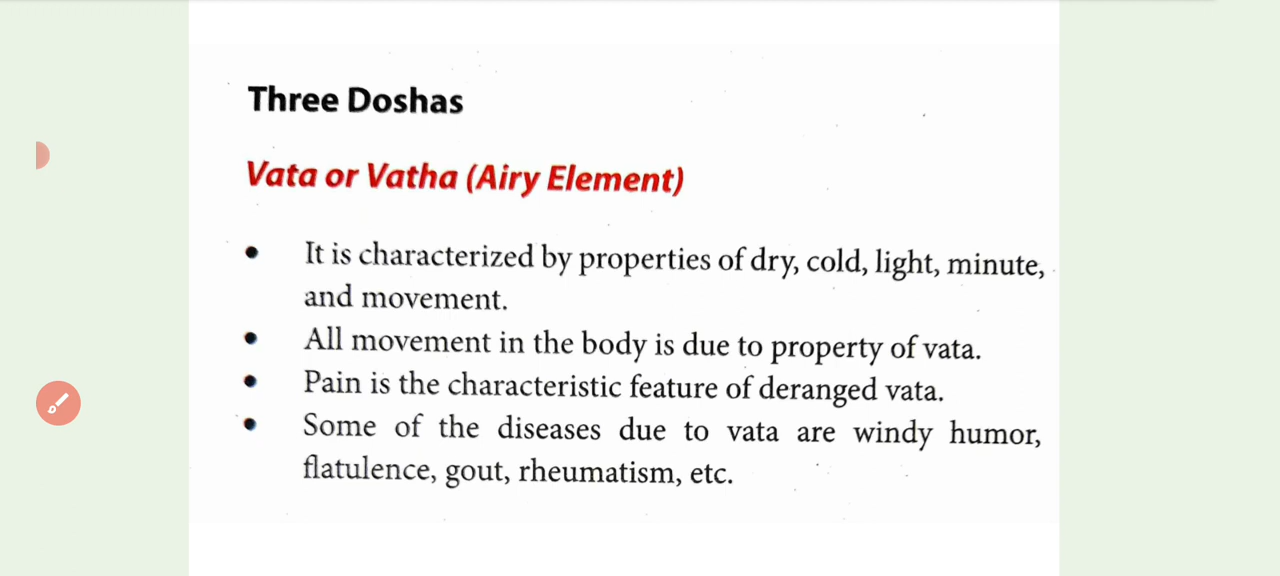 Three Doshas
Vata or Vatha (Airy Element)
• It is characterized by properties of dry, cold, light, minute,
and movement.
• All movement in the body is due to property of vata.
• Pain is the characteristic feature of deranged vata.
• Some of the diseases due to vata are windy humor,
flatulence, gout, rheumatism, etc.